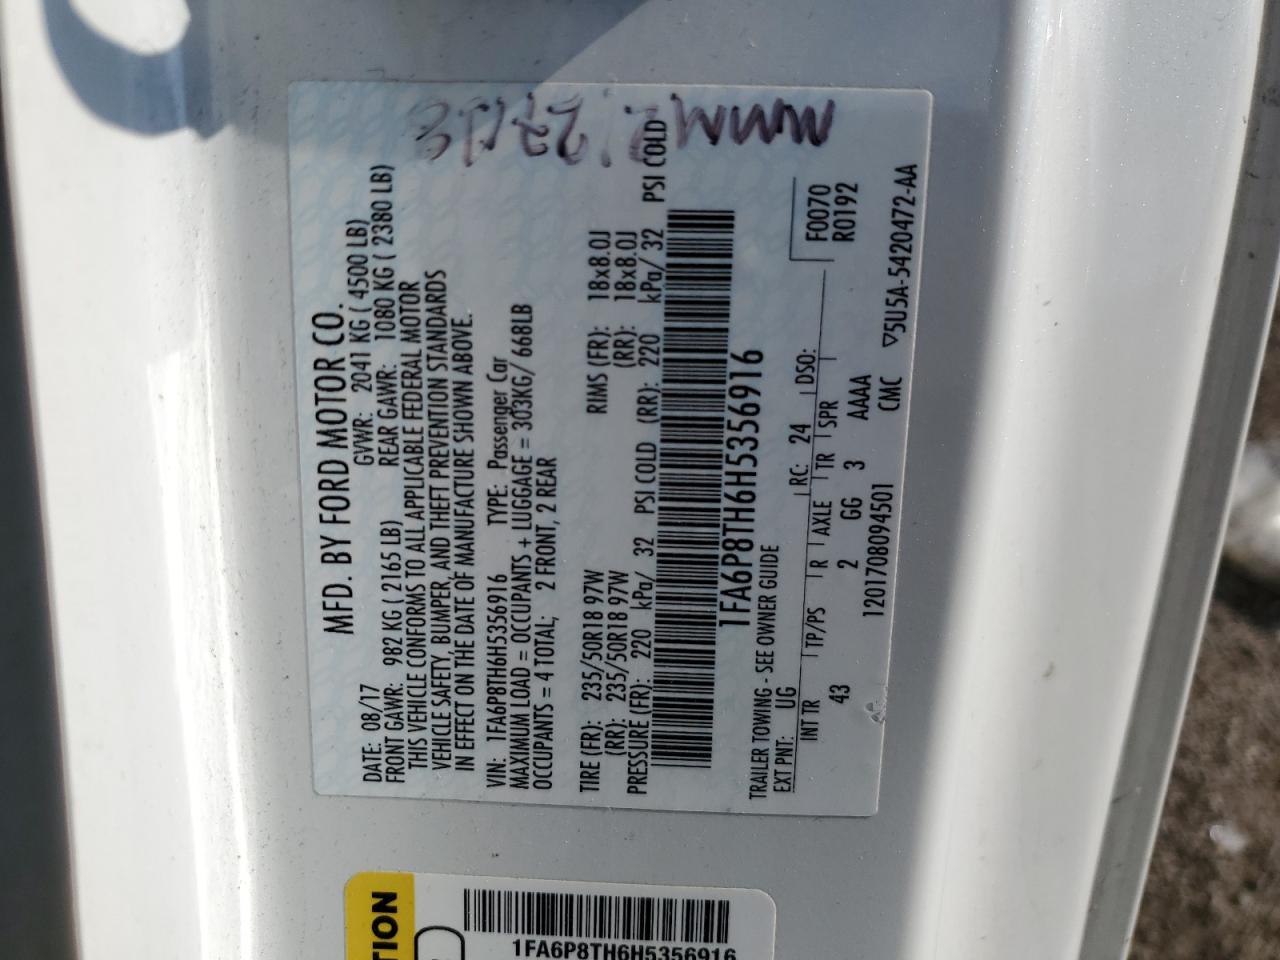 MFD. BY FORD MOTOR CO.
DATE: 08/17 GVWR: 2041 KG ( 4500 LB)
FRONT GAWR: 982 KG ( 2165 LB) REAR GAWR: 1080 KG ( 2380 LB)
THIS VEHICLE CONFORMS TO ALL APPLICABLE FEDERAL MOTOR
VEHICLE SAFETY, BUMPER, AND THEFT PREVENTION STANDARDS
IN EFFECT ON THE DATE OF MANUFACTURE SHOWN ABOVE.
VIN: 1FA6P8TH6H5356916 TYPE: Passenger Car
MAXIMUM LOAD = OCCUPANTS + LUGGAGE = 303KG/ 668LB
OCCUPANTS = 4 TOTAL; 2 FRONT, 2 REAR
TIRE (FR): 235/50R18 97W RIMS (FR): 18x8.0J
(RR): 235/50R18 97W (RR): 18x8.0J
PRESSURE (FR): 220 kPa/ 32 PSI COLD (RR): 220 kPa/ 32 PSI COLD
1FA6P8TH6H5356916
TRAILER TOWING - SEE OWNER GUIDE
EXT PNT: UG RC: 24 DSO: F0070
R0192
INT TR TP/PS R AXLE TR SPR
43 2 GG 3 AAAA
1201708094501 CMC ▽5U5A-5420472-AA
TION
1FA6P8TH6H5356916